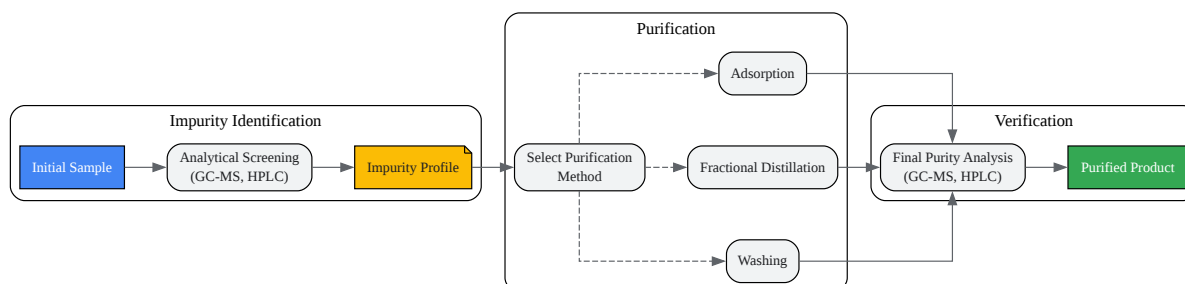 Impurity Identification
Initial Sample
Analytical Screening
(GC-MS, HPLC)
Impurity Profile
Purification
Select Purification
Method
Adsorption
Fractional Distillation
Washing
Verification
Final Purity Analysis
(GC-MS, HPLC)
Purified Product